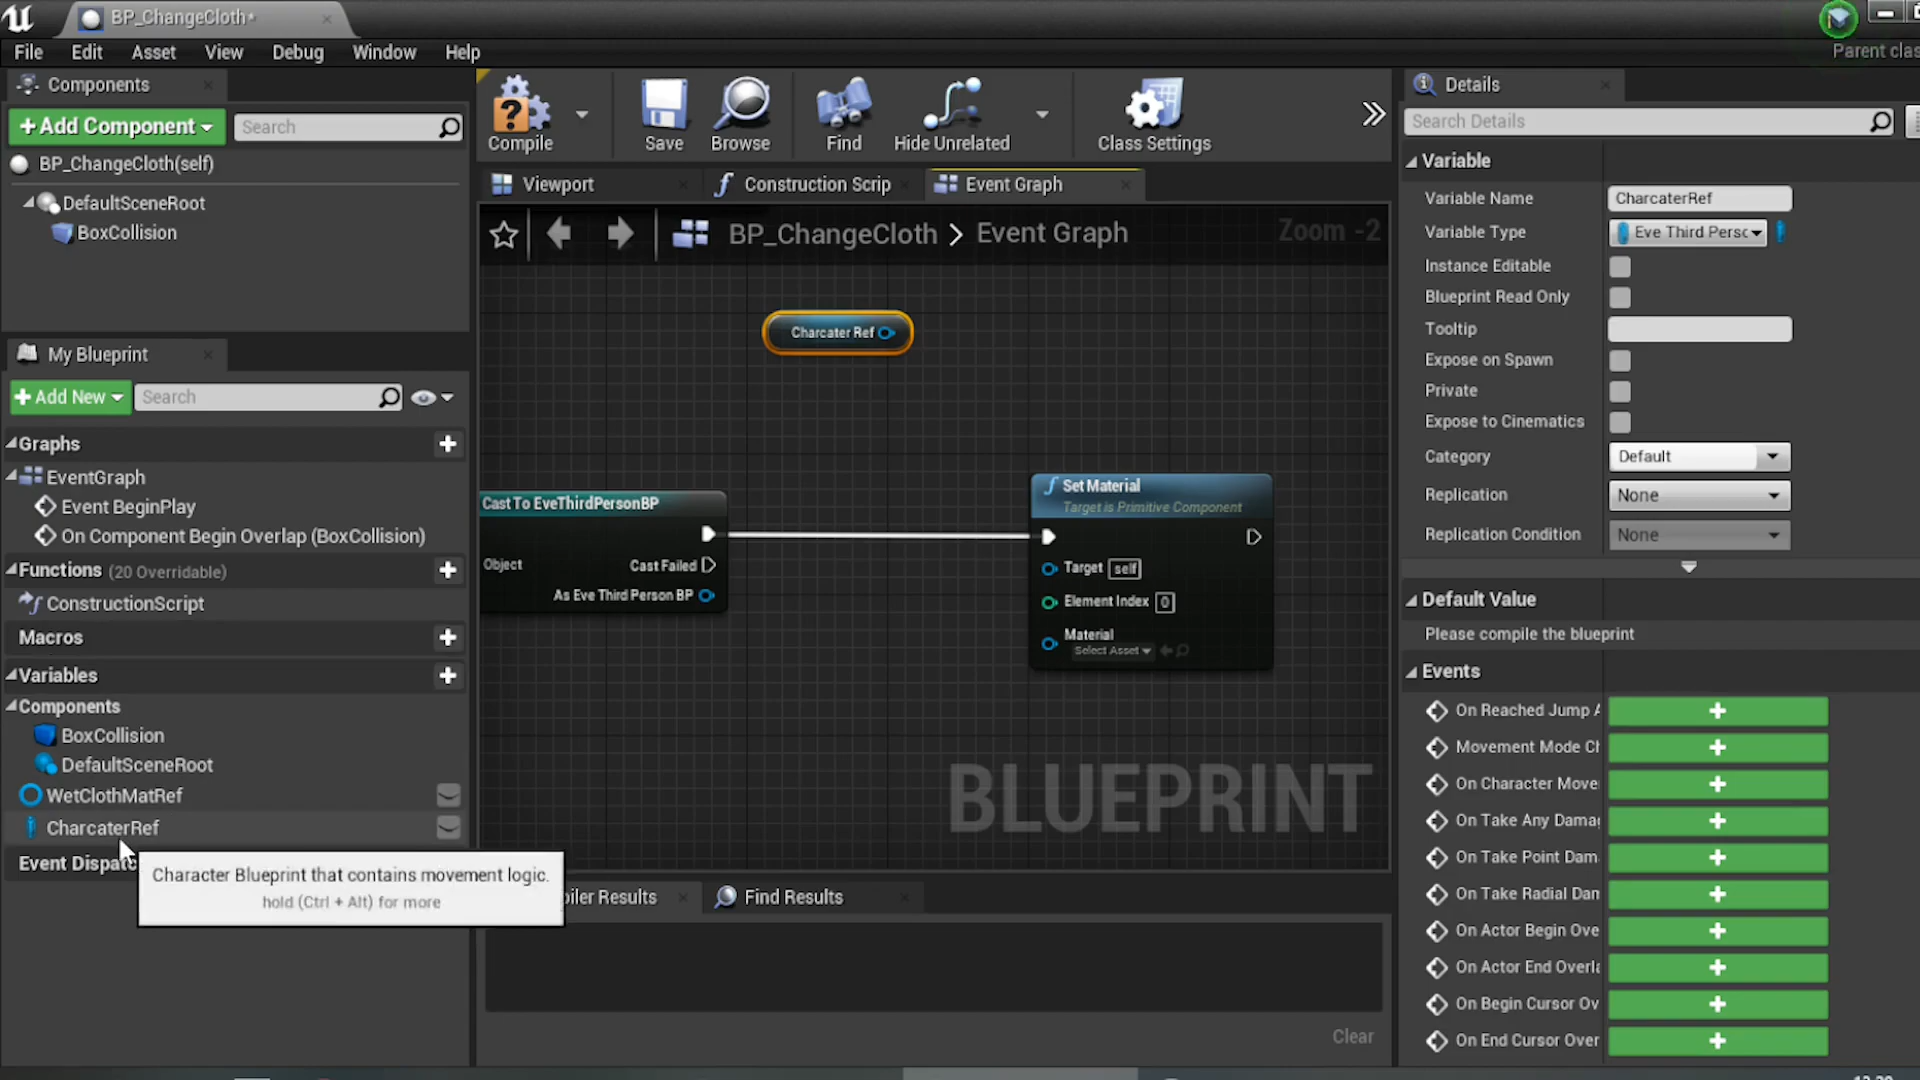 BP_ChangeCloth*
File Edit Asset View Debug Window Help
Parent clas
Components
+Add Component
Search
BP_ChangeCloth(self)
DefaultSceneRoot
BoxCollision
My Blueprint
+Add New
Search
Graphs
EventGraph
Event BeginPlay
On Component Begin Overlap (BoxCollision)
Functions (20 Overridable)
ConstructionScript
Macros
Variables
Components
BoxCollision
DefaultSceneRoot
WetClothMatRef
CharcaterRef
Event Dispatc
Character Blueprint that contains movement logic.
hold (Ctrl + Alt) for more
Compile
Save
Browse
Find
Hide Unrelated
Class Settings
Viewport
Construction Scrip
Event Graph
BP_ChangeCloth > Event Graph
Zoom -2
Charcater Ref
Cast To EveThirdPersonBP
Object
Cast Failed
As Eve Third Person BP
Set Material
Target is Primitive Component
Target self
Element Index 0
Material
Select Asset
BLUEPRINT
piler Results
Find Results
Clear
Details
Search Details
Variable
Variable Name CharcaterRef
Variable Type Eve Third Persc
Instance Editable
Blueprint Read Only
Tooltip
Expose on Spawn
Private
Expose to Cinematics
Category Default
Replication None
Replication Condition None
Default Value
Please compile the blueprint
Events
On Reached Jump A
Movement Mode Ch
On Character Move
On Take Any Dama
On Take Point Dam
On Take Radial Dan
On Actor Begin Ove
On Actor End Overla
On Begin Cursor Ov
On End Cursor Over